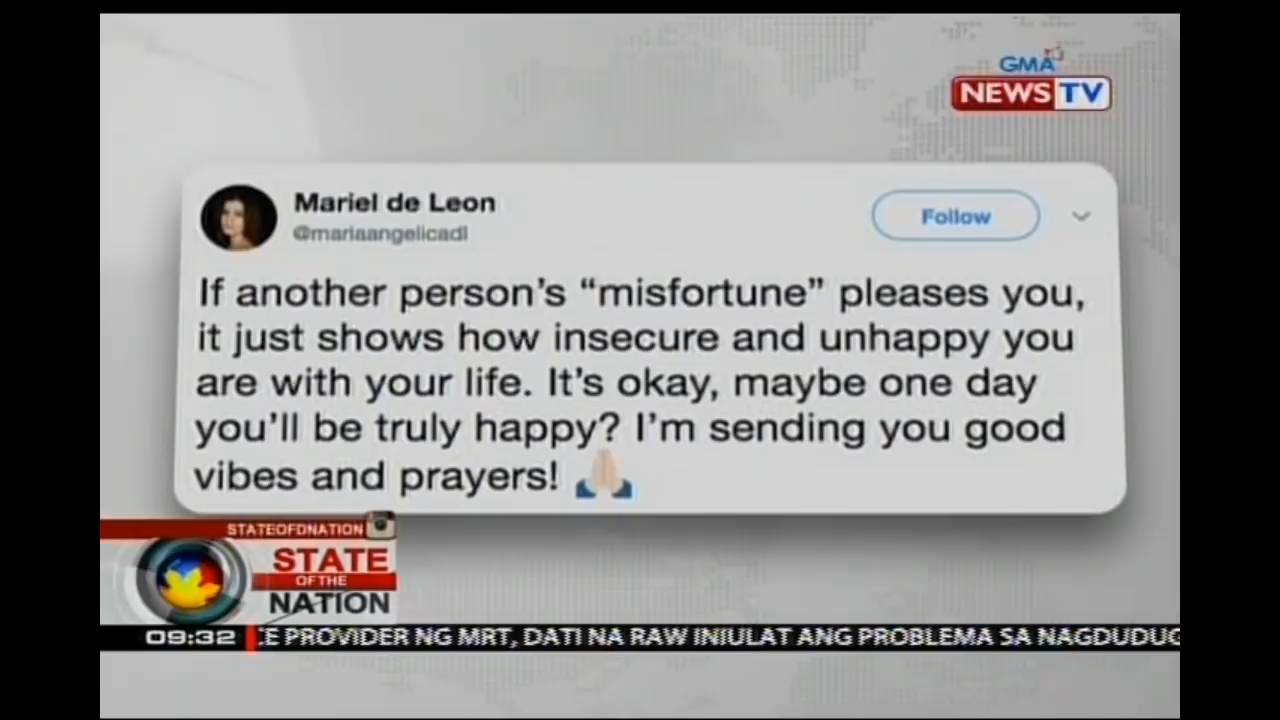 GMA
NEWS TV
Mariel de Leon
@mariaangelicadl
Follow
If another person's “misfortune” pleases you,
it just shows how insecure and unhappy you
are with your life. It's okay, maybe one day
you'll be truly happy? I'm sending you good
vibes and prayers! 🙏🏻
STATEOFDNATION
STATE
OF THE
NATION
09:32
PROVIDER NG MRT, DATI NA RAW INIULAT ANG PROBLEMA SA